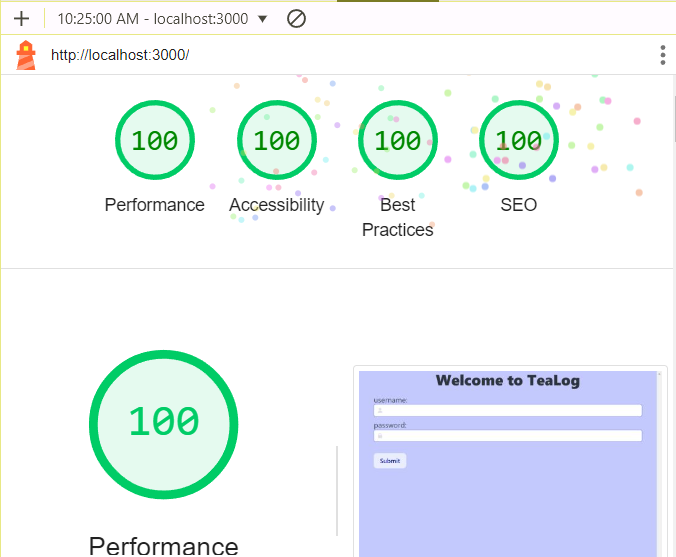 10:25:00 AM - localhost:3000
http://localhost:3000/
100 100 100 100
Performance Accessibility Best Practices SEO
100
Performance
Welcome to TeaLog
username:
password:
Submit